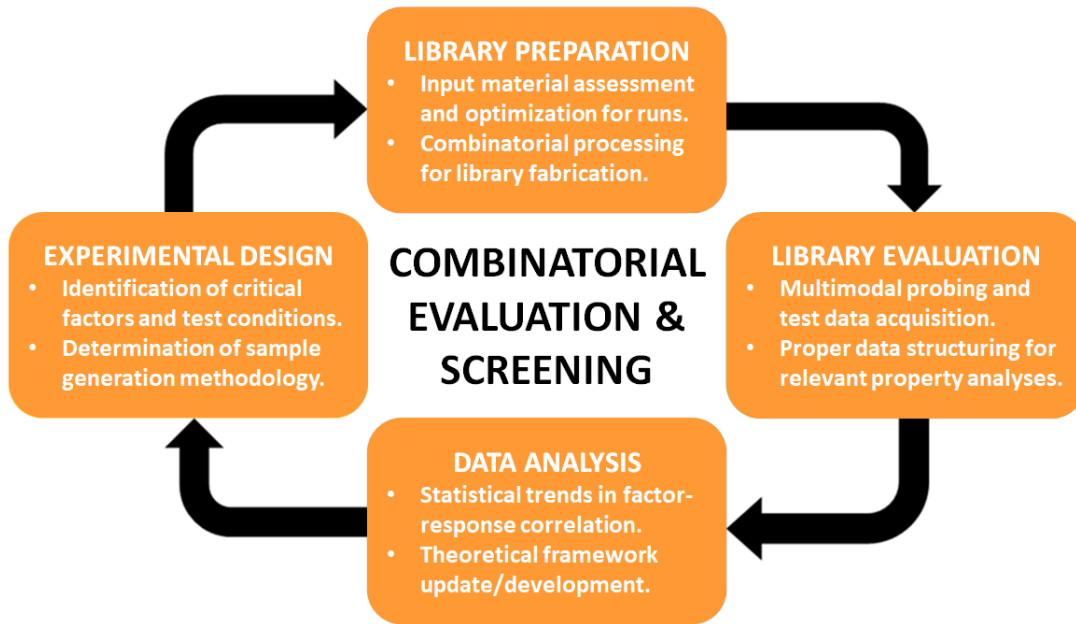 LIBRARY PREPARATION
• Input material assessment
and optimization for runs.
• Combinatorial processing
for library fabrication.
EXPERIMENTAL DESIGN
• Identification of critical
factors and test conditions.
• Determination of sample
generation methodology.
COMBINATORIAL
EVALUATION &
SCREENING
LIBRARY EVALUATION
• Multimodal probing and
test data acquisition.
• Proper data structuring for
relevant property analyses.
DATA ANALYSIS
• Statistical trends in factor-
response correlation.
• Theoretical framework
update/development.